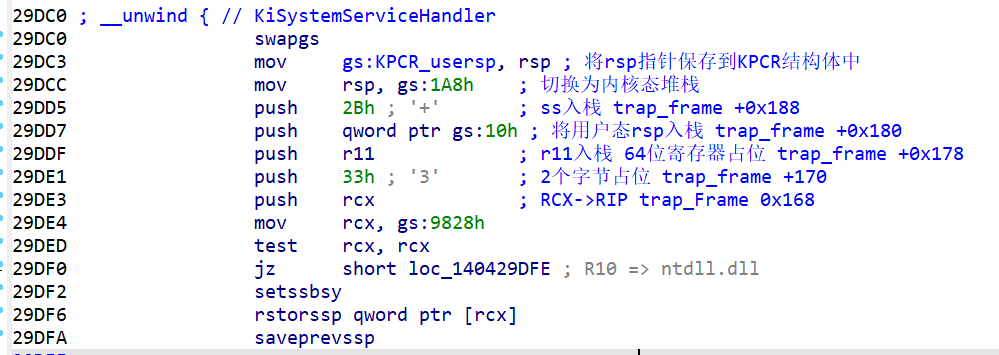 29DC0 ; __unwind { // KiSystemServiceHandler
29DC0 swapgs
29DC3 mov gs:KPCR_usersp, rsp ; 将rsp指针保存到KPCR结构体中
29DCC mov rsp, gs:1A8h ; 切换为内核态堆栈
29DD5 push 2Bh ; '+' ; ss入栈 trap_frame +0x188
29DD7 push qword ptr gs:10h ; 将用户态rsp入栈 trap_frame +0x180
29DDF push r11 ; r11入栈 64位寄存器占位 trap_frame +0x178
29DE1 push 33h ; '3' ; 2个字节占位 trap_frame +170
29DE3 push rcx ; RCX->RIP trap_Frame 0x168
29DE4 mov rcx, gs:9828h
29DED test rcx, rcx
29DF0 jz short loc_140429DFE ; R10 => ntdll.dll
29DF2 setssbsy
29DF6 rstorssp qword ptr [rcx]
29DFA saveprevssp